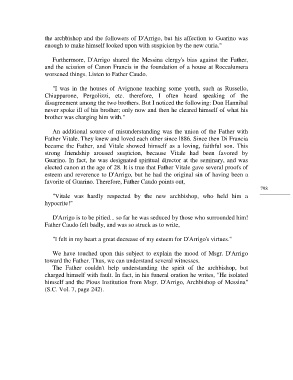 the archbishop and the followers of D'Arrigo, but his affection to Guarino was
enough to make himself looked upon with suspicion by the new curia."
Furthermore, D'Arrigo shared the Messina clergy's bias against the Father,
and the scission of Canon Francis in the foundation of a house at Roccalumera
worsened things. Listen to Father Caudo.
"I was in the houses of Avignone teaching some youth, such as Russello,
Chiapparone, Pergolizzi, etc. therefore, I often heard speaking of the
disagreement among the two brothers. But I noticed the following: Don Hannibal
never spoke ill of his brother; only now and then he cleared himself of what his
brother was charging him with."
An additional source of misunderstanding was the union of the Father with
Father Vitale. They knew and loved each other since 1886. Since then Di Francia
became the Father, and Vitale showed himself as a loving, faithful son. This
strong friendship aroused suspicion, because Vitale had been favored by
Guarino. In fact, he was designated spiritual director at the seminary, and was
elected canon at the age of 28. It is true that Father Vitale gave several proofs of
esteem and reverence to D'Arrigo, but he had the original sin of having been a
favorite of Guarino. Therefore, Father Caudo points out,
798
"Vitale was hardly respected by the new archbishop, who held him a
hypocrite!"
D'Arrigo is to be pitied... so far he was seduced by those who surrounded him!
Father Caudo felt badly, and was so struck as to write,
"I felt in my heart a great decrease of my esteem for D'Arrigo's virtues."
We have touched upon this subject to explain the mood of Msgr. D'Arrigo
toward the Father. Thus, we can understand several witnesses.
The Father couldn't help understanding the spirit of the archbishop, but
charged himself with fault. In fact, in his funeral oration he writes, "He isolated
himself and the Pious Institution from Msgr. D'Arrigo, Archbishop of Messina"
(S.C. Vol. 7, page 242).